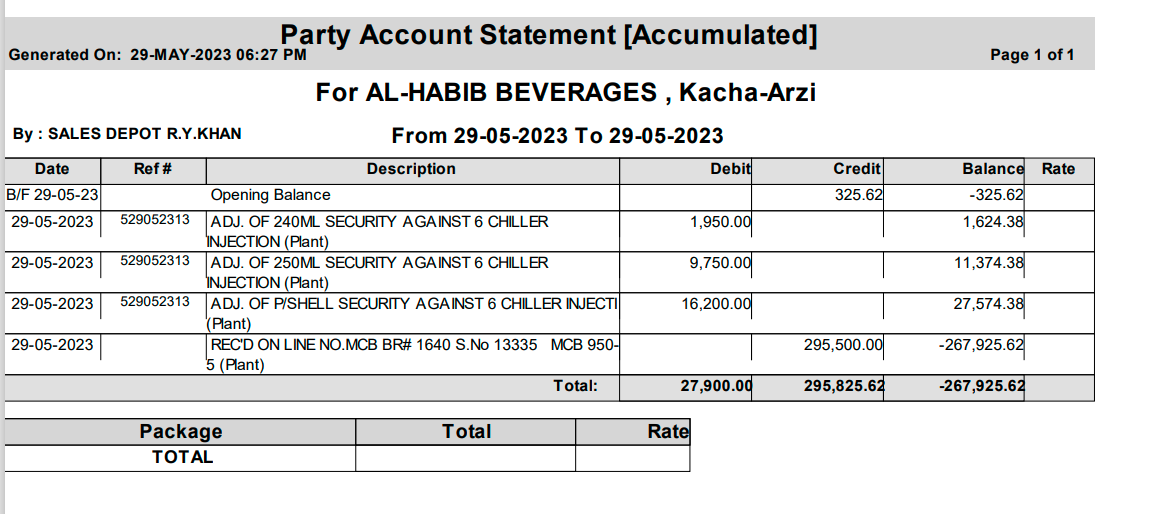 Party Account Statement [Accumulated]
Generated On: 29-MAY-2023 06:27 PM Page 1 of 1
For AL-HABIB BEVERAGES , Kacha-Arzi
By : SALES DEPOT R.Y.KHAN From 29-05-2023 To 29-05-2023
Date Ref # Description Debit Credit Balance Rate
B/F 29-05-23 Opening Balance 325.62 -325.62
29-05-2023 529052313 ADJ. OF 240ML SECURITY AGAINST 6 CHILLER 1,950.00 1,624.38
INJECTION (Plant)
29-05-2023 529052313 ADJ. OF 250ML SECURITY AGAINST 6 CHILLER 9,750.00 11,374.38
INJECTION (Plant)
29-05-2023 529052313 ADJ. OF P/SHELL SECURITY AGAINST 6 CHILLER INJECTI 16,200.00 27,574.38
(Plant)
29-05-2023 REC'D ON LINE NO.MCB BR# 1640 S.No 13335 MCB 950- 295,500.00 -267,925.62
5 (Plant)
Total: 27,900.00 295,825.62 -267,925.62
Package Total Rate
TOTAL